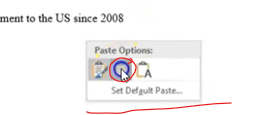 ment to the US since 2008
Paste Options:
A
Set Default Paste...